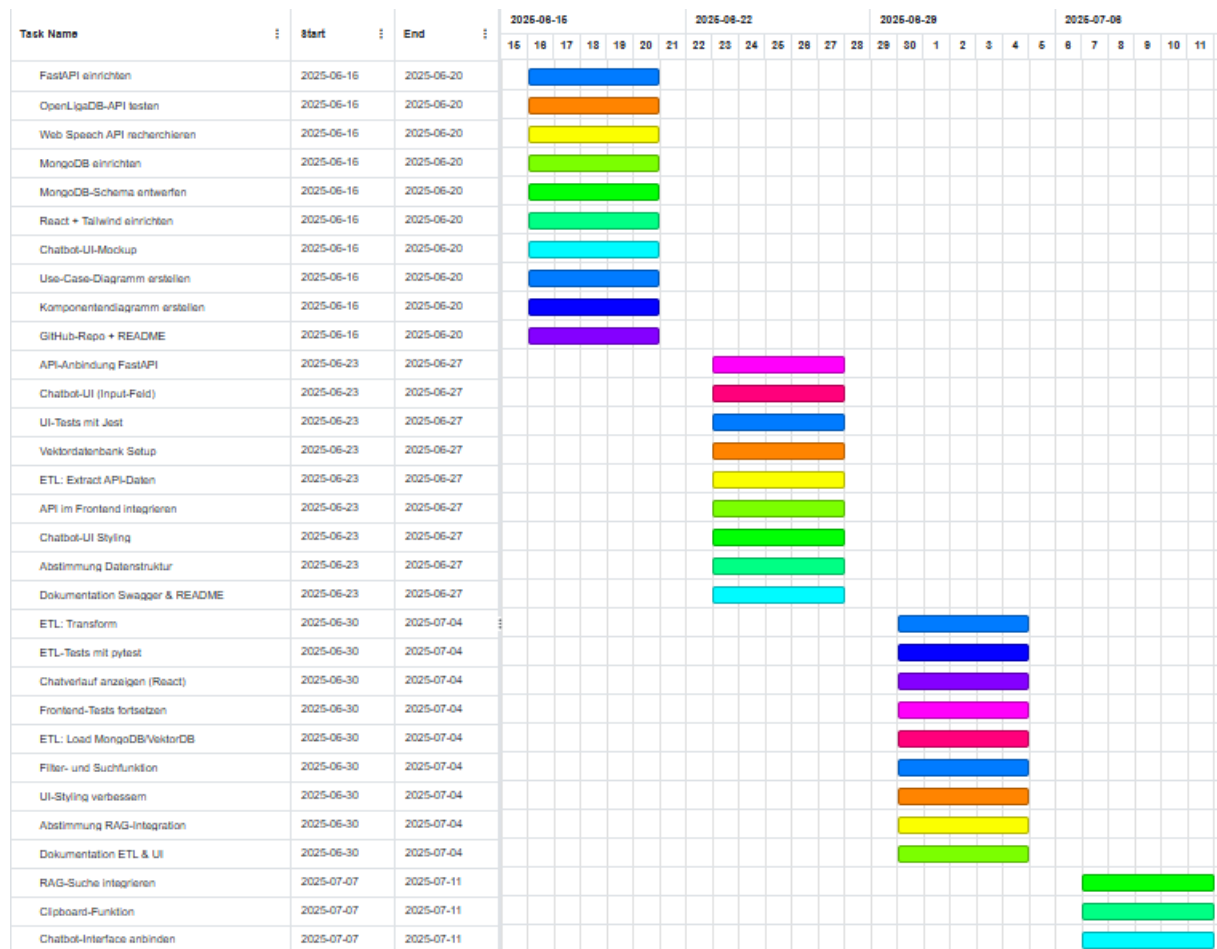 2025-06-15 2025-06-22 2025-06-29 2025-07-06
Task Name Start End
15 16 17 18 19 20 21 22 23 24 25 26 27 28 29 30 1 2 3 4 5 6 7 8 9 10 11
FastAPI einrichten 2025-06-16 2025-06-20
OpenLigaDB-API testen 2025-06-16 2025-06-20
Web Speech API recherchieren 2025-06-16 2025-06-20
MongoDB einrichten 2025-06-16 2025-06-20
MongoDB-Schema entwerfen 2025-06-16 2025-06-20
React + Tailwind einrichten 2025-06-16 2025-06-20
Chatbot-UI-Mockup 2025-06-16 2025-06-20
Use-Case-Diagramm erstellen 2025-06-16 2025-06-20
Komponentendiagramm erstellen 2025-06-16 2025-06-20
GitHub-Repo + README 2025-06-16 2025-06-20
API-Anbindung FastAPI 2025-06-23 2025-06-27
Chatbot-UI (Input-Feld) 2025-06-23 2025-06-27
UI-Tests mit Jest 2025-06-23 2025-06-27
Vektordatenbank Setup 2025-06-23 2025-06-27
ETL: Extract API-Daten 2025-06-23 2025-06-27
API im Frontend integrieren 2025-06-23 2025-06-27
Chatbot-UI Styling 2025-06-23 2025-06-27
Abstimmung Datenstruktur 2025-06-23 2025-06-27
Dokumentation Swagger & README 2025-06-23 2025-06-27
ETL: Transform 2025-06-30 2025-07-04
ETL-Tests mit pytest 2025-06-30 2025-07-04
Chatverlauf anzeigen (React) 2025-06-30 2025-07-04
Frontend-Tests fortsetzen 2025-06-30 2025-07-04
ETL: Load MongoDB/VektorDB 2025-06-30 2025-07-04
Filter- und Suchfunktion 2025-06-30 2025-07-04
UI-Styling verbessern 2025-06-30 2025-07-04
Abstimmung RAG-Integration 2025-06-30 2025-07-04
Dokumentation ETL & UI 2025-06-30 2025-07-04
RAG-Suche integrieren 2025-07-07 2025-07-11
Clipboard-Funktion 2025-07-07 2025-07-11
Chatbot-Interface anbinden 2025-07-07 2025-07-11